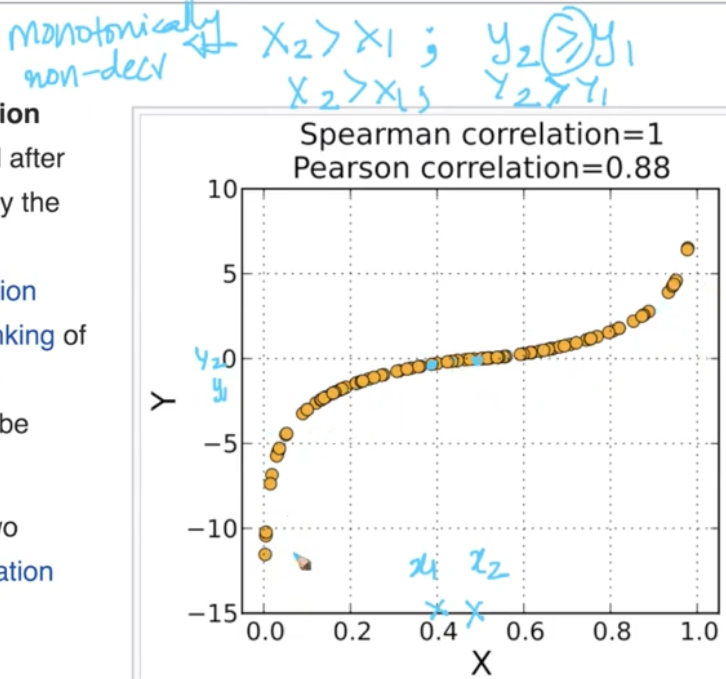 monotonically x2 > x1 ; y2 ≥ y1
non-decr x2 > x1 ; y2 > y1
ion
after
y the
ion
nking of
be
vo
ation
Spearman correlation=1
Pearson correlation=0.88
10
5
0
−5
−10
−15
Y
y2
y1
x1 x2
0.0 0.2 0.4 0.6 0.8 1.0
X